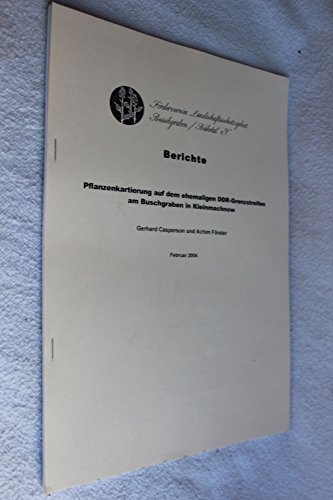 Förderverein Landschaftsschutzgebiet
Buschgraben / Bäketal e.V.
Berichte
Pflanzenkartierung auf dem ehemaligen DDR-Grenzstreifen
am Buschgraben in Kleinmachnow
Gerhard Casperson und Achim Förster
Februar 2004